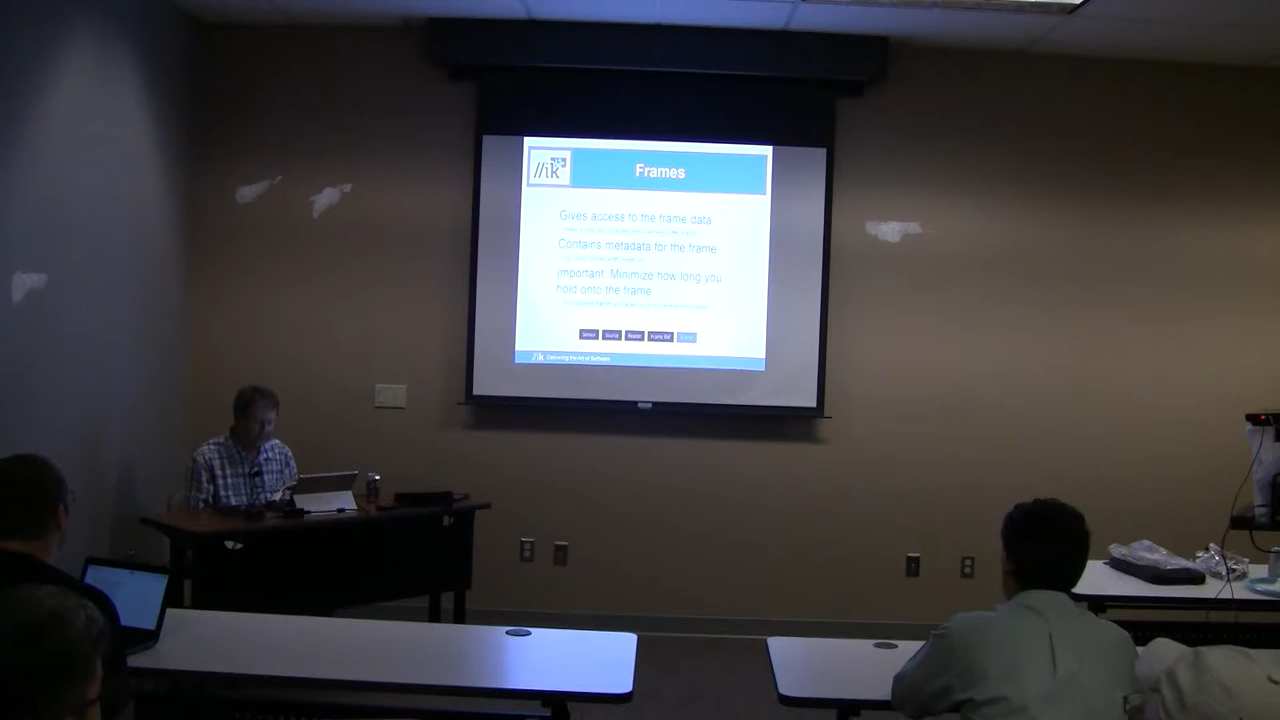 //ik
Frames
Gives access to the frame data
Contains metadata for the frame
Important: Minimize how long you
hold onto the frame
Sensor Source Reader Frame Ref Frame
//ik Delivering the Art of Software